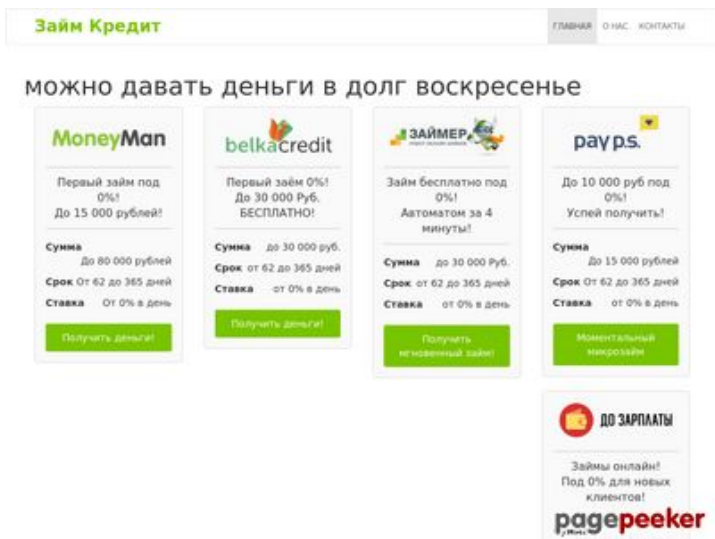 Займ Кредит
ГЛАВНАЯ О НАС КОНТАКТЫ
можно давать деньги в долг воскресенье
MoneyMan
Первый займ под
0%!
До 15 000 рублей!
Сумма
До 80 000 рублей
Срок От 62 до 365 дней
Ставка От 0% в день
Получить деньги!
belkacredit
Первый заём 0%!
До 30 000 Руб.
БЕСПЛАТНО!
Сумма до 30 000 руб.
Срок от 62 до 365 дней
Ставка от 0% в день
Получить деньги!
ЗАЙМЕР
Займ бесплатно под
0%!
Автоматом за 4
минуты!
Сумма до 30 000 Руб.
Срок от 62 до 365 дней
Ставка от 0% в день
Получить
мгновенный займ!
pay p.s.
До 10 000 руб под
0%!
Успей получить!
Сумма
До 15 000 рублей
Срок От 62 до 365 дней
Ставка от 0% в день
Моментальный
микрозайм
ДО ЗАРПЛАТЫ
Займы онлайн!
Под 0% для новых
клиентов!
pagepeeker